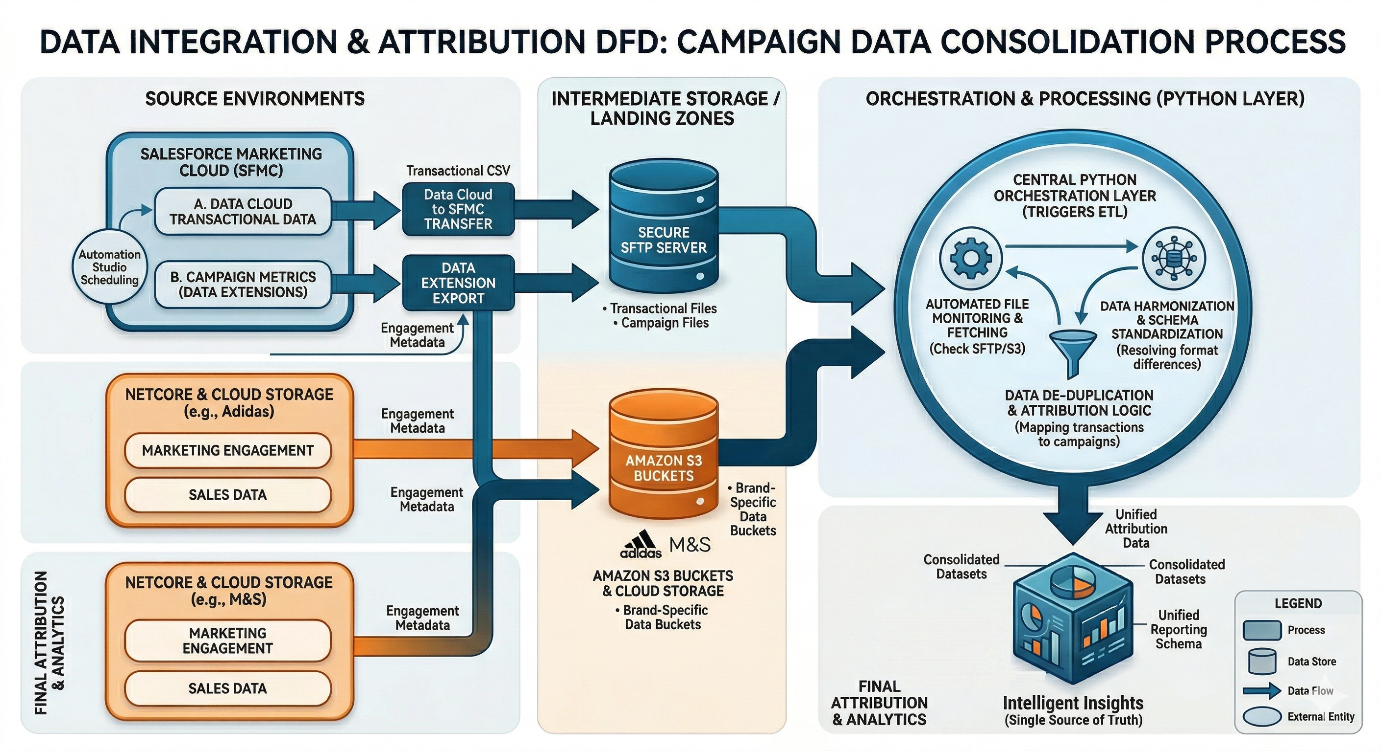 DATA INTEGRATION & ATTRIBUTION DFD: CAMPAIGN DATA CONSOLIDATION PROCESS
SOURCE ENVIRONMENTS
SALESFORCE MARKETING
CLOUD (SFMC)
A. DATA CLOUD
TRANSACTIONAL DATA
Automation
Studio
Scheduling
B. CAMPAIGN METRICS
(DATA EXTENSIONS)
Transactional CSV
Data Cloud
to SFMC
TRANSFER
DATA
EXTENSION
EXPORT
Engagement
Metadata
NETCORE & CLOUD STORAGE
(e.g., Adidas)
MARKETING ENGAGEMENT
SALES DATA
Engagement
Metadata
Engagement
Metadata
FINAL ATTRIBUTION
& ANALYTICS
NETCORE & CLOUD STORAGE
(e.g., M&S)
MARKETING
ENGAGEMENT
SALES DATA
Engagement
Metadata
INTERMEDIATE STORAGE /
LANDING ZONES
SECURE
SFTP SERVER
• Transactional Files
• Campaign Files
AMAZON S3
BUCKETS
• Brand-
Specific
Data
Buckets
adidas M&S
AMAZON S3 BUCKETS
& CLOUD STORAGE
• Brand-Specific
Data Buckets
ORCHESTRATION & PROCESSING (PYTHON LAYER)
CENTRAL PYTHON
ORCHESTRATION LAYER
(TRIGGERS ETL)
AUTOMATED FILE
MONITORING &
FETCHING
(Check SFTP/S3)
DATA HARMONIZATION
& SCHEMA
STANDARDIZATION
(Resolving format
differences)
DATA DE-DUPLICATION
& ATTRIBUTION LOGIC
(Mapping transactions
to campaigns)
Unified
Attribution
Data
Consolidated
Datasets
Consolidated
Datasets
Unified
Reporting
Schema
FINAL
ATTRIBUTION
& ANALYTICS
Intelligent Insights
(Single Source of Truth)
LEGEND
Process
Data Store
Data Flow
External Entity